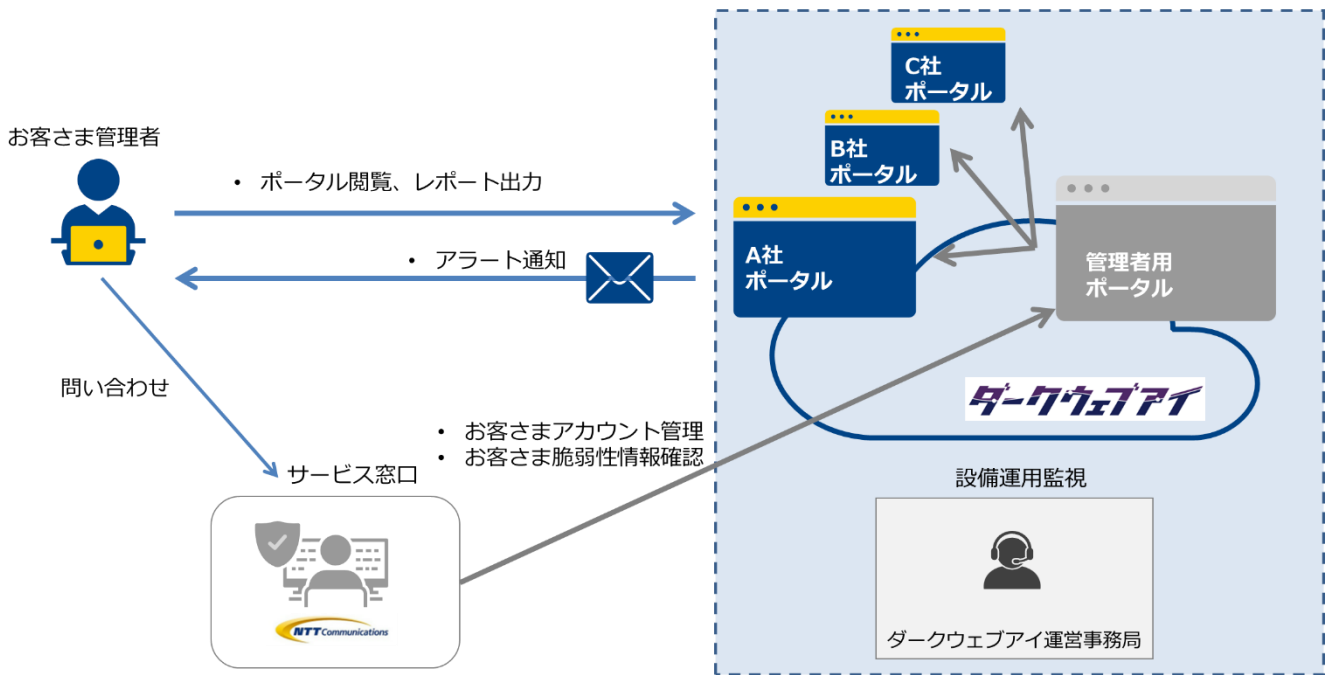 お客さま管理者
• ポータル閲覧、レポート出力
• アラート通知
問い合わせ
サービス窓口
NTT Communications
• お客さまアカウント管理
• お客さま脆弱性情報確認
C社
ポータル
B社
ポータル
A社
ポータル
管理者用
ポータル
ダークウェブアイ
設備運用監視
ダークウェブアイ運営事務局